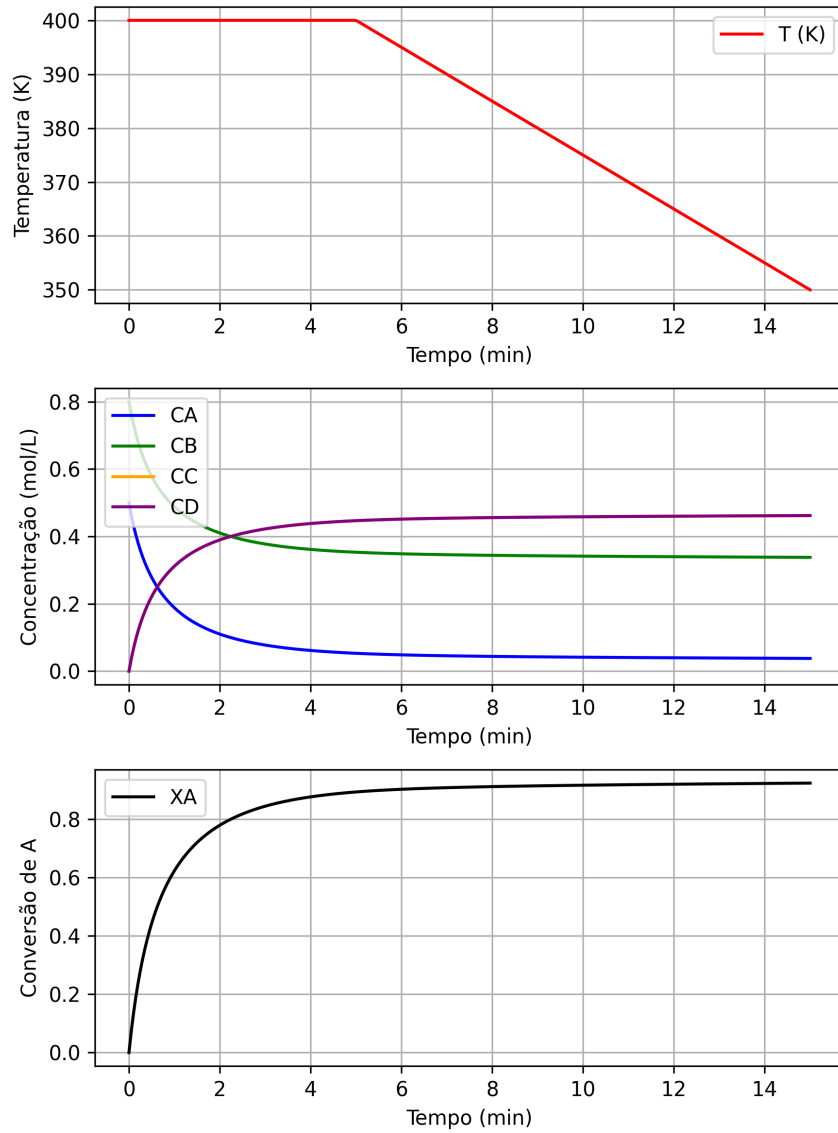 400
390
380
370
360
350
Temperatura (K)
T (K)
0 2 4 6 8 10 12 14
Tempo (min)
0.8
0.6
0.4
0.2
0.0
Concentração (mol/L)
CA
CB
CC
CD
0 2 4 6 8 10 12 14
Tempo (min)
0.8
0.6
0.4
0.2
0.0
Conversão de A
XA
0 2 4 6 8 10 12 14
Tempo (min)